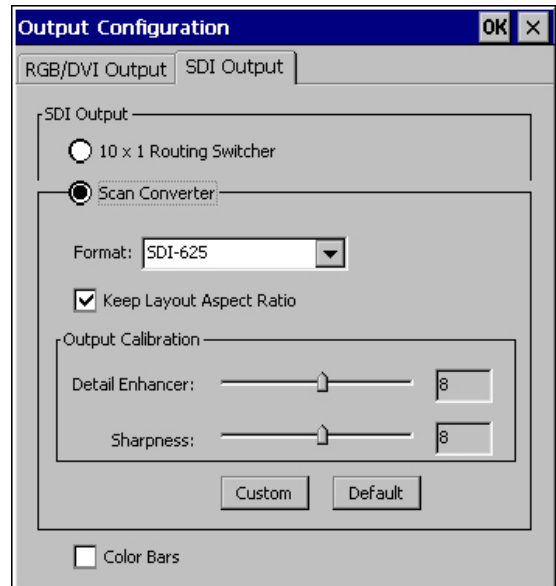 Output Configuration OK ×
RGB/DVI Output SDI Output
SDI Output
10 x 1 Routing Switcher
Scan Converter
Format: SDI-625
Keep Layout Aspect Ratio
Output Calibration
Detail Enhancer: 8
Sharpness: 8
Custom Default
Color Bars